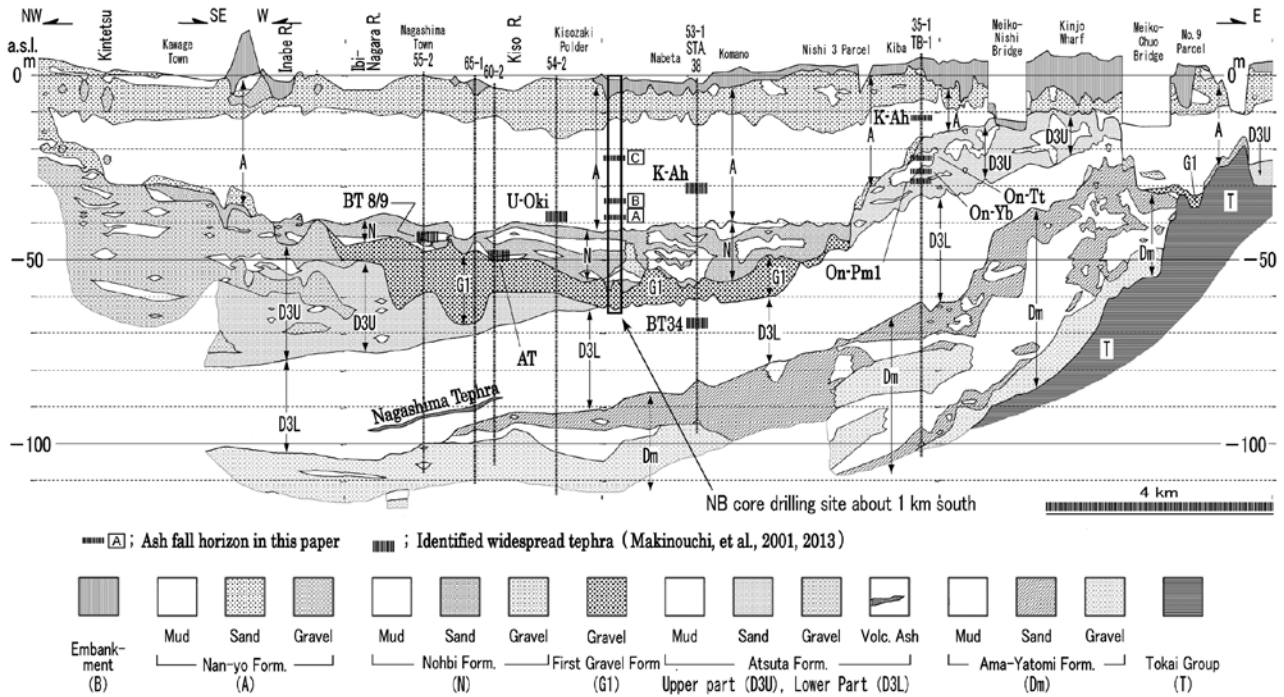 NW SE W E
a.s.l.
m
0
−50
−100
Kintetsu
Kawage Town
Inabe R.
Ibi-Nagara R.
Nagashima Town
55-2
65-1
60-2
Kiso R.
Kisozaki Polder
54-2
Nabeta
53-1
STA.
38
Komano
Nishi 3 Parcel
Kiba
35-1
TB-1
Meiko-Nishi Bridge
Kinjo Nharf
Meiko-Chuo Bridge
No. 9 Parcel
m
0
−50
−100
A
A
A
A
A
A
C
B
A
K-Ah
K-Ah
U-Oki
BT 8/9
On-Tt
On-Yb
On-Pm1
BT34
AT
Nagashima Tephra
N
N
N
G1
G1
G1
G1
D3U
D3U
D3U
D3U
D3U
D3L
D3L
D3L
D3L
Dm
Dm
Dm
Dm
T
T
NB core drilling site about 1 km south
4 km
A ; Ash fall horizon in this paper
; Identified widespread tephra (Makinouchi, et al., 2001, 2013)
Mud Sand Gravel Mud Sand Gravel Gravel Mud Sand Gravel Volc. Ash Mud Sand Gravel
Embank-
ment
(B)
Nan-yo Form.
(A)
Nohbi Form.
(N)
First Gravel Form
(G1)
Atsuta Form.
Upper part (D3U), Lower Part (D3L)
Ama-Yatomi Form.
(Dm)
Tokai Group
(T)